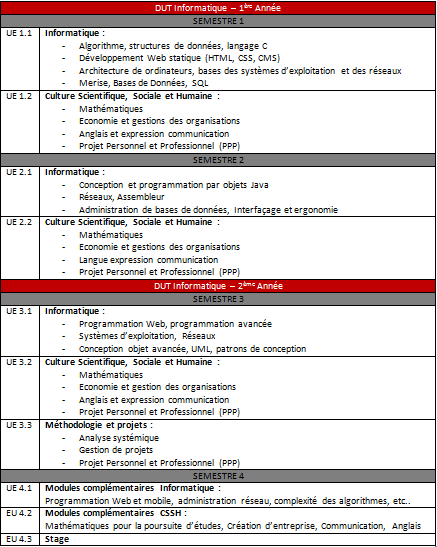 DUT Informatique – 1ère Année
SEMESTRE 1
UE 1.1 Informatique :
- Algorithme, structures de données, langage C
- Développement Web statique (HTML, CSS, CMS)
- Architecture de ordinateurs, bases des systèmes d'exploitation et des réseaux
- Merise, Bases de Données, SQL
UE 1.2 Culture Scientifique, Sociale et Humaine :
- Mathématiques
- Economie et gestions des organisations
- Anglais et expression communication
- Projet Personnel et Professionnel (PPP)
SEMESTRE 2
UE 2.1 Informatique :
- Conception et programmation par objets Java
- Réseaux, Assembleur
- Administration de bases de données, Interfaçage et ergonomie
UE 2.2 Culture Scientifique, Sociale et Humaine :
- Mathématiques
- Economie et gestions des organisations
- Langue expression communication
- Projet Personnel et Professionnel (PPP)
DUT Informatique – 2ème Année
SEMESTRE 3
UE 3.1 Informatique :
- Programmation Web, programmation avancée
- Systèmes d'exploitation, Réseaux
- Conception objet avancée, UML, patrons de conception
UE 3.2 Culture Scientifique, Sociale et Humaine :
- Mathématiques
- Economie et gestion des organisations
- Anglais et expression communication
- Projet Personnel et Professionnel (PPP)
UE 3.3 Méthodologie et projets :
- Analyse systémique
- Gestion de projets
- Projet Personnel et Professionnel (PPP)
SEMESTRE 4
UE 4.1 Modules complémentaires Informatique :
Programmation Web et mobile, administration réseau, complexité des algorithmes, etc..
EU 4.2 Modules complémentaires CSSH :
Mathématiques pour la poursuite d'études, Création d'entreprise, Communication, Anglais
EU 4.3 Stage